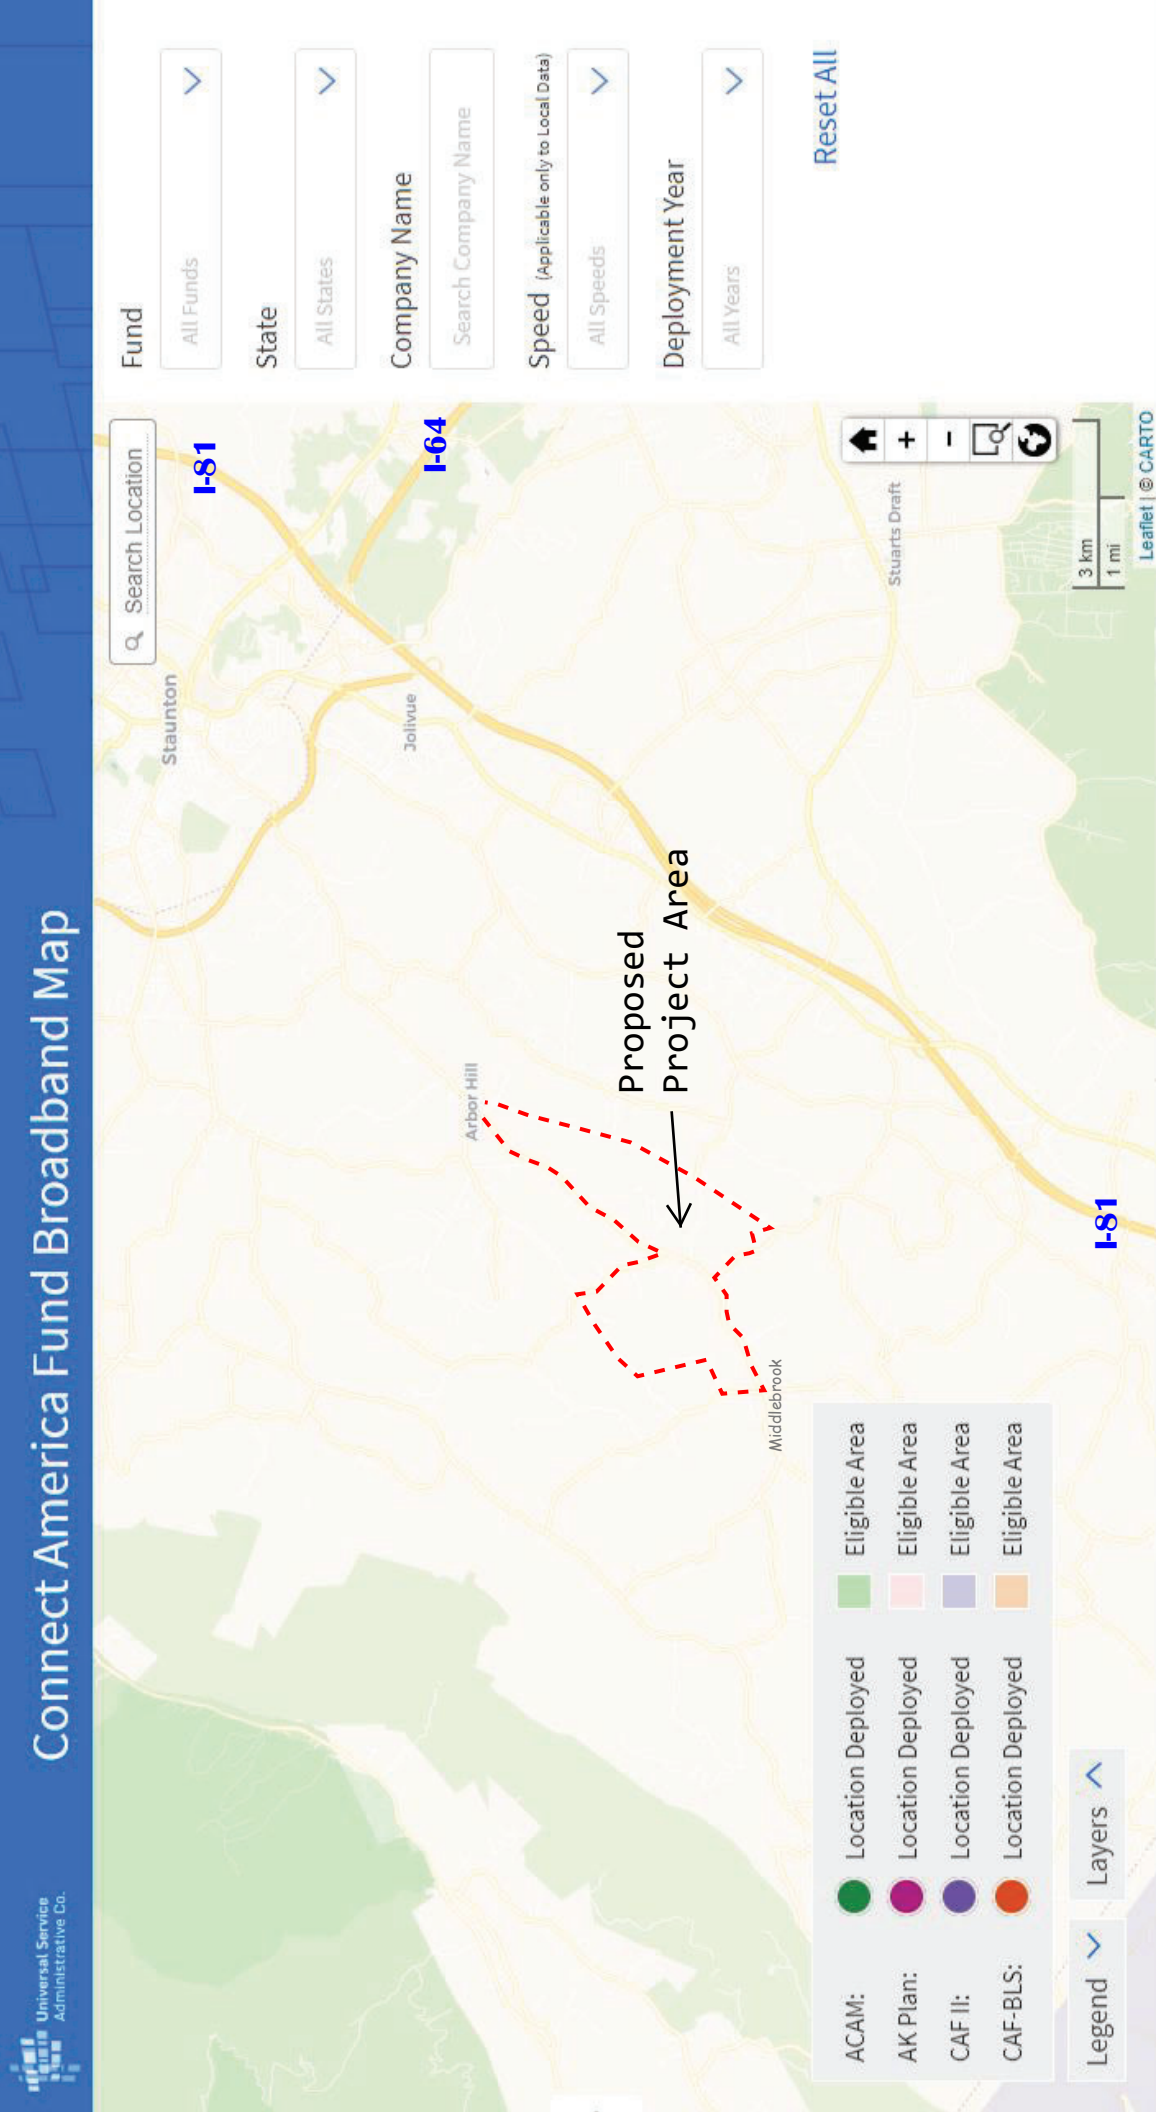 Universal Service
Administrative Co.
Connect America Fund Broadband Map
Search Location
Staunton
I-81
Jolivue
I-64
Arbor Hill
Proposed
Project Area
Middlebrook
Stuarts Draft
I-81
+
-
3 km
1 mi
Leaflet | © CARTO
ACAM: Location Deployed Eligible Area
AK Plan: Location Deployed Eligible Area
CAF II: Location Deployed Eligible Area
CAF-BLS: Location Deployed Eligible Area
Legend
Layers
Fund
All Funds
State
All States
Company Name
Search Company Name
Speed (Applicable only to Local Data)
All Speeds
Deployment Year
All Years
Reset All